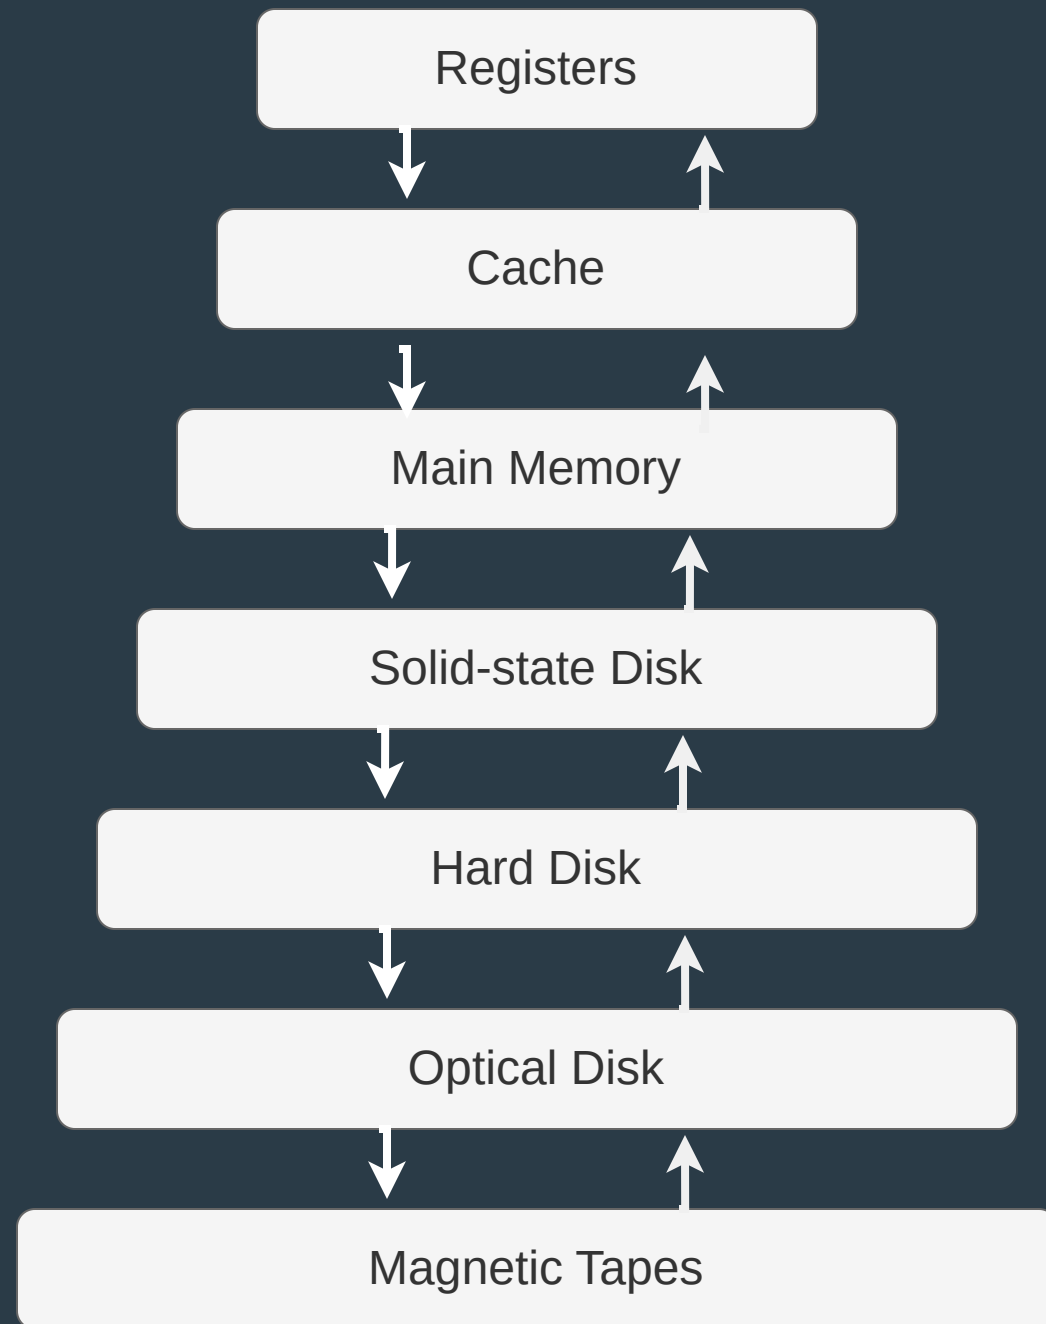 Registers
Cache
Main Memory
Solid-state Disk
Hard Disk
Optical Disk
Magnetic Tapes